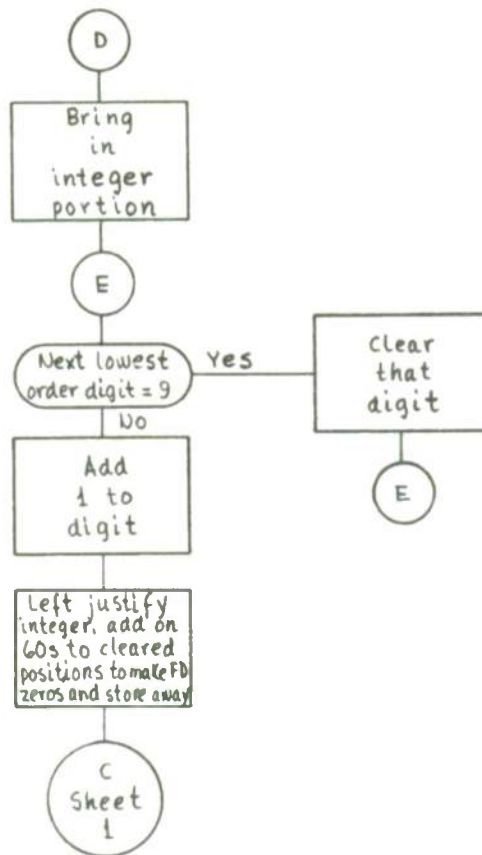 D
Bring
in
integer
portion
E
Next lowest
order digit = 9
Yes
Clear
that
digit
E
No
Add
1 to
digit
Left justify
integer, add on
60s to cleared
positions to make FD
zeros and store away
C
Sheet
1